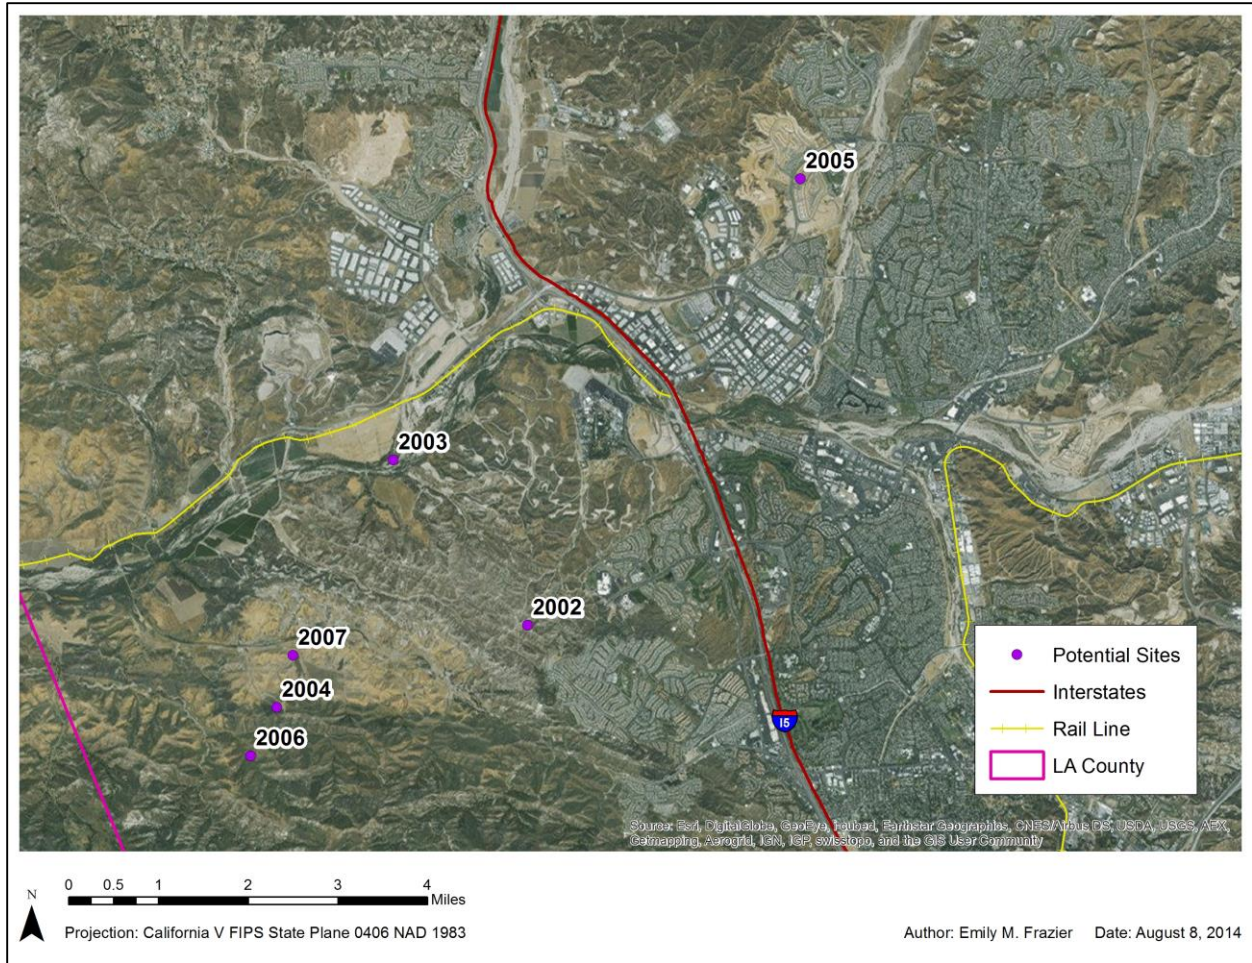 2005
2003
2002
2007
2004
2006
I5
Potential Sites
Interstates
Rail Line
LA County
Source: Esri, DigitalGlobe, GeoEye, i-cubed, Earthstar Geographics, CNES/Airbus DS, USDA, USGS, AEX,
Getmapping, Aerogrid, IGN, IGP, swisstopo, and the GIS User Community
N
0 0.5 1 2 3 4
Miles
Projection: California V FIPS State Plane 0406 NAD 1983
Author: Emily M. Frazier Date: August 8, 2014